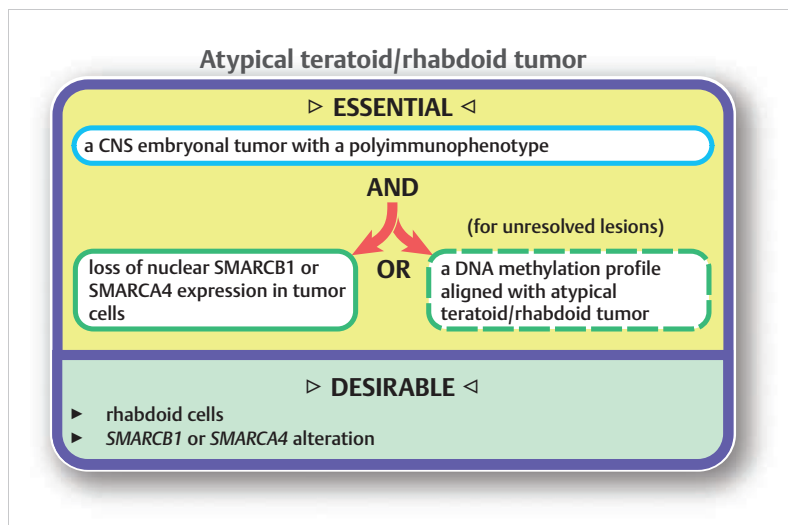 Atypical teratoid/rhabdoid tumor
▷ ESSENTIAL ◁
a CNS embryonal tumor with a polyimmunophenotype
AND
(for unresolved lesions)
loss of nuclear SMARCB1 or
SMARCA4 expression in tumor
cells
OR
a DNA methylation profile
aligned with atypical
teratoid/rhabdoid tumor
▷ DESIRABLE ◁
► rhabdoid cells
► SMARCB1 or SMARCA4 alteration